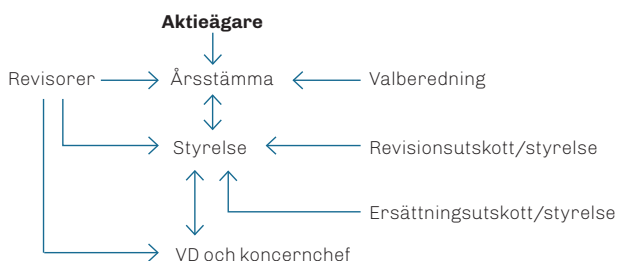 Aktieägare
Revisorer
Årsstämma
Valberedning
Styrelse
Revisionsutskott/styrelse
Ersättningsutskott/styrelse
VD och koncernchef